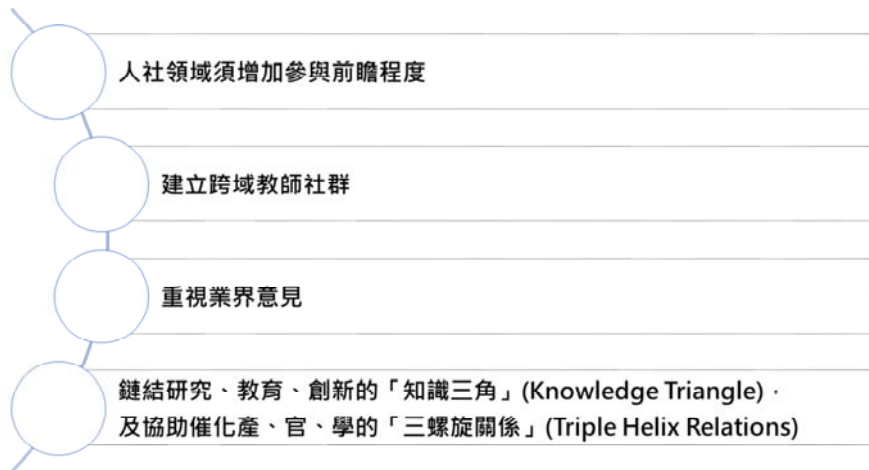 人社領域須增加參與前瞻程度
建立跨域教師社群
重視業界意見
鏈結研究、教育、創新的「知識三角」(Knowledge Triangle)，
及協助催化產、官、學的「三螺旋關係」(Triple Helix Relations)